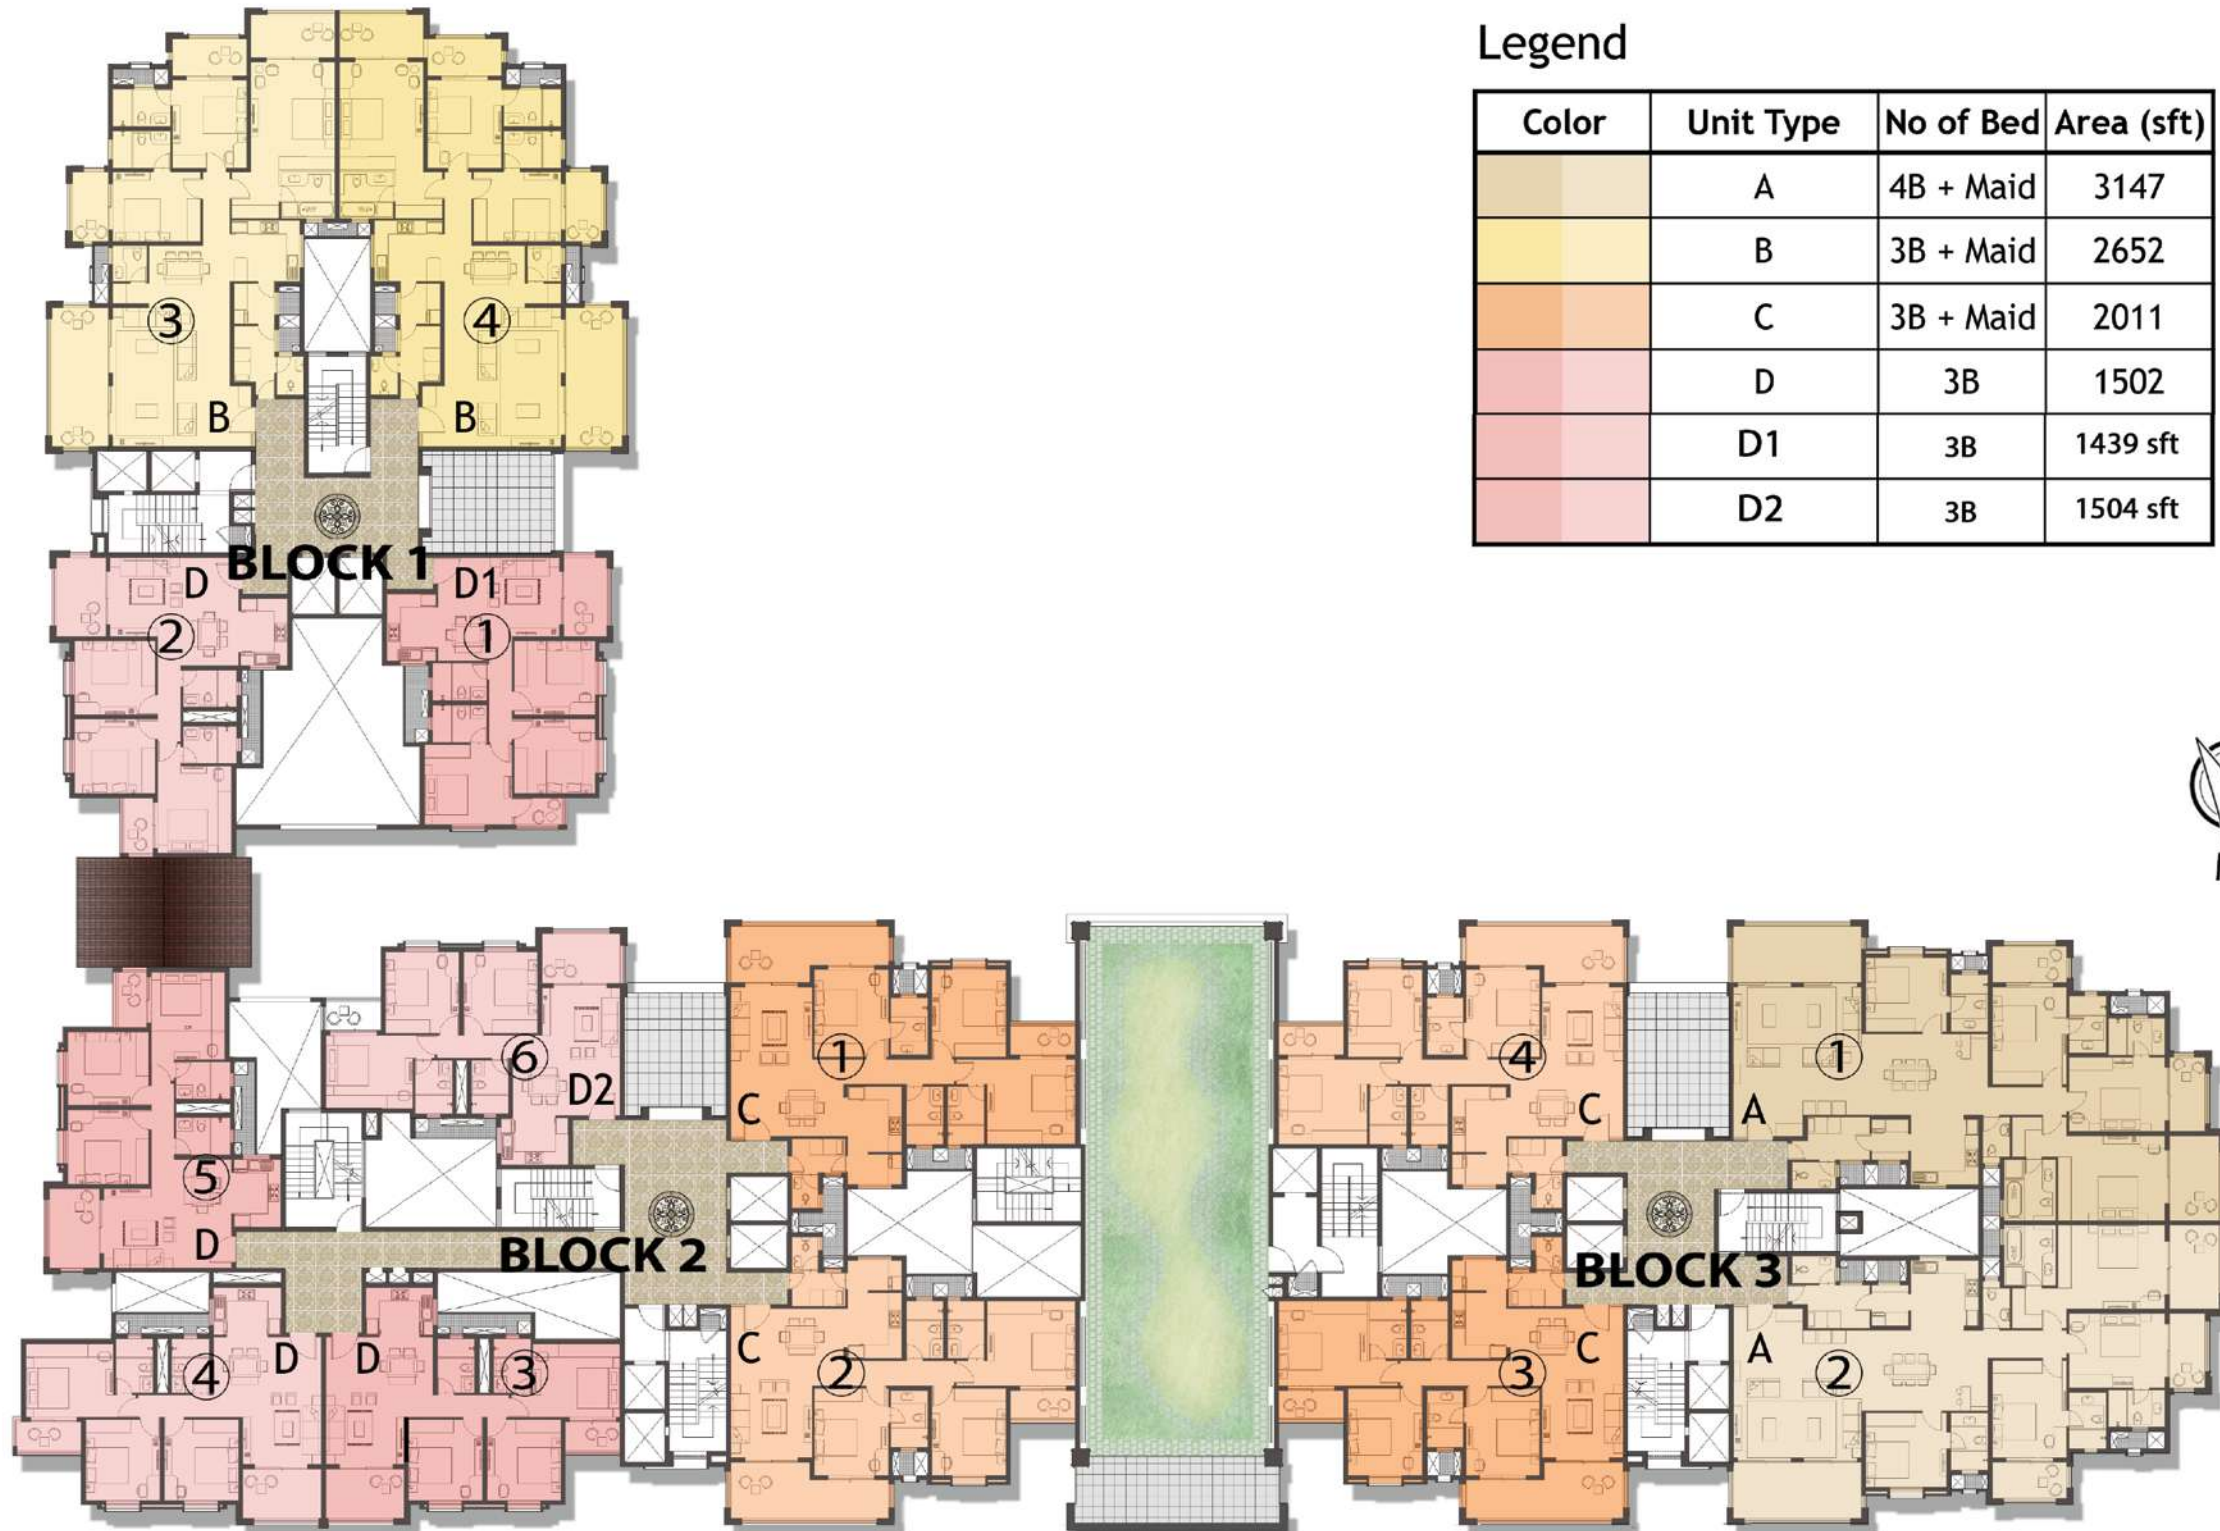 Legend
Color Unit Type No of Bed Area (sft)
A 4B + Maid 3147
B 3B + Maid 2652
C 3B + Maid 2011
D 3B 1502
D1 3B 1439 sft
D2 3B 1504 sft
3 4
B B
BLOCK 1
D D1
2 1
1 4 1
6
D2 C C A
5
D
BLOCK 2 BLOCK 3
D D C C A
4 3 2 3 2